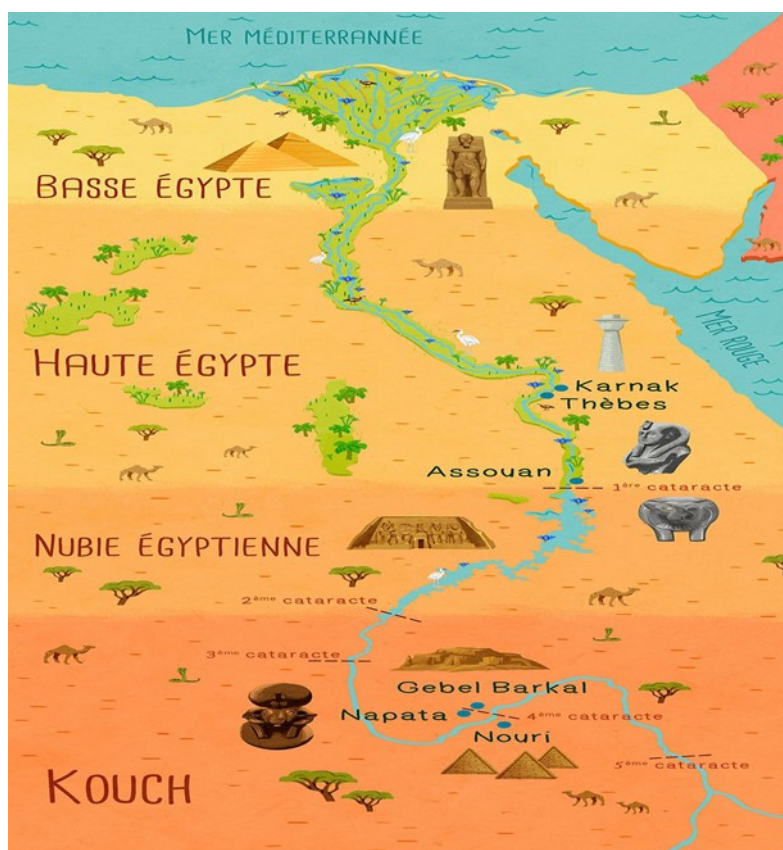 MER MÉDITERRANNÉE
BASSE ÉGYPTE
MER ROUGE
HAUTE ÉGYPTE
Karnak
Thèbes
Assouan
1ère cataracte
NUBIE ÉGYPTIENNE
2ème cataracte
3ème cataracte
Gebel Barkal
Napata
4ème cataracte
Nouri
5ème cataracte
KOUCH